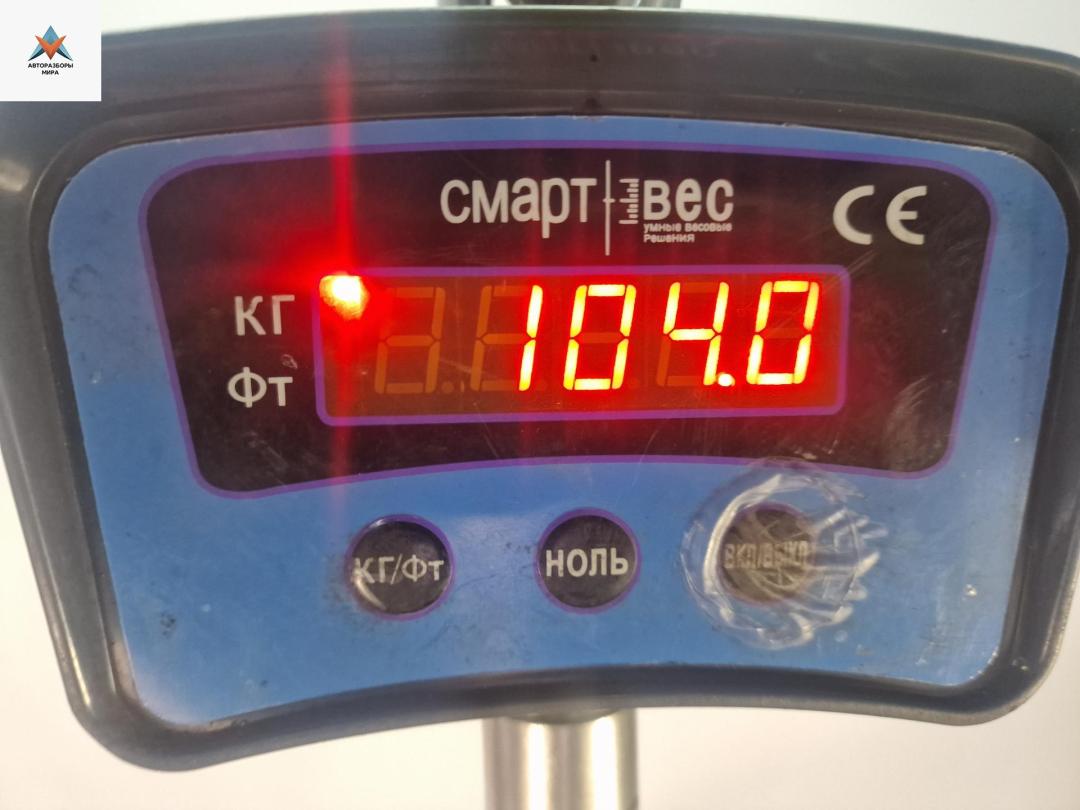 АВТОРАЗБОРЫ
МИРА
СМАРТ ВЕС
УМНЫЕ ВЕСОВЫЕ
РЕШЕНИЯ
CE
КГ
ФТ
104.0
КГ/ФТ
НОЛЬ
ВКЛ/ВЫКЛ